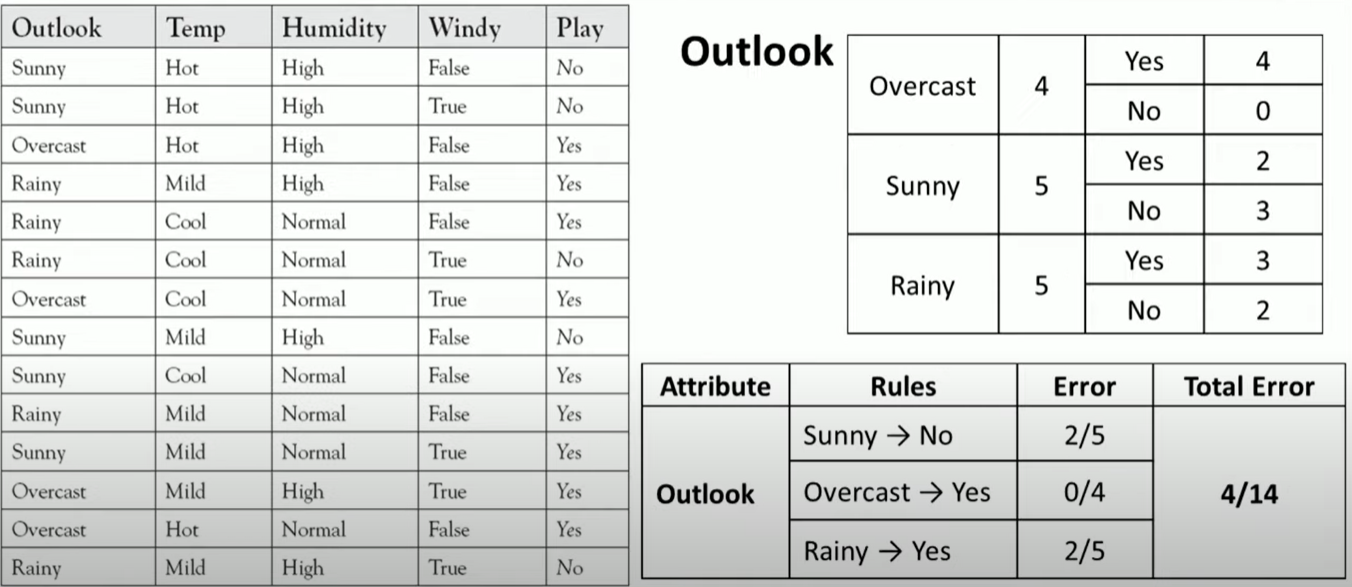 Outlook Temp Humidity Windy Play
Sunny Hot High False No
Sunny Hot High True No
Overcast Hot High False Yes
Rainy Mild High False Yes
Rainy Cool Normal False Yes
Rainy Cool Normal True No
Overcast Cool Normal True Yes
Sunny Mild High False No
Sunny Cool Normal False Yes
Rainy Mild Normal False Yes
Sunny Mild Normal True Yes
Overcast Mild High True Yes
Overcast Hot Normal False Yes
Rainy Mild High True No
Outlook
Overcast 4 Yes 4
No 0
Sunny 5 Yes 2
No 3
Rainy 5 Yes 3
No 2
Attribute Rules Error Total Error
Outlook Sunny → No 2/5 4/14
Overcast → Yes 0/4
Rainy → Yes 2/5